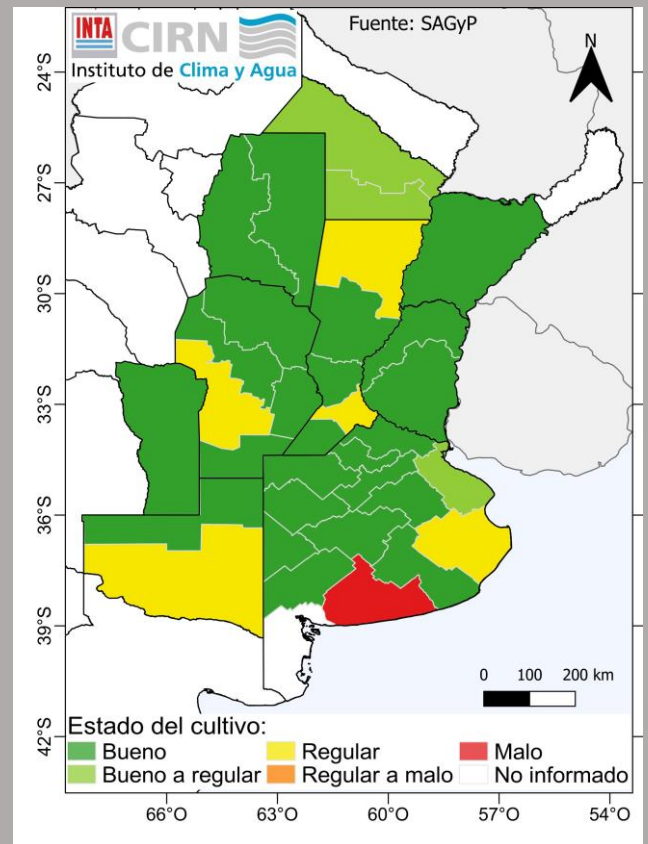 INTA CIRN
Instituto de Clima y Agua
Fuente: SAGyP
N
24°S
27°S
30°S
33°S
36°S
39°S
42°S
0 100 200 km
Estado del cultivo:
Bueno Regular Malo
Bueno a regular Regular a malo No informado
66°O 63°O 60°O 57°O 54°O